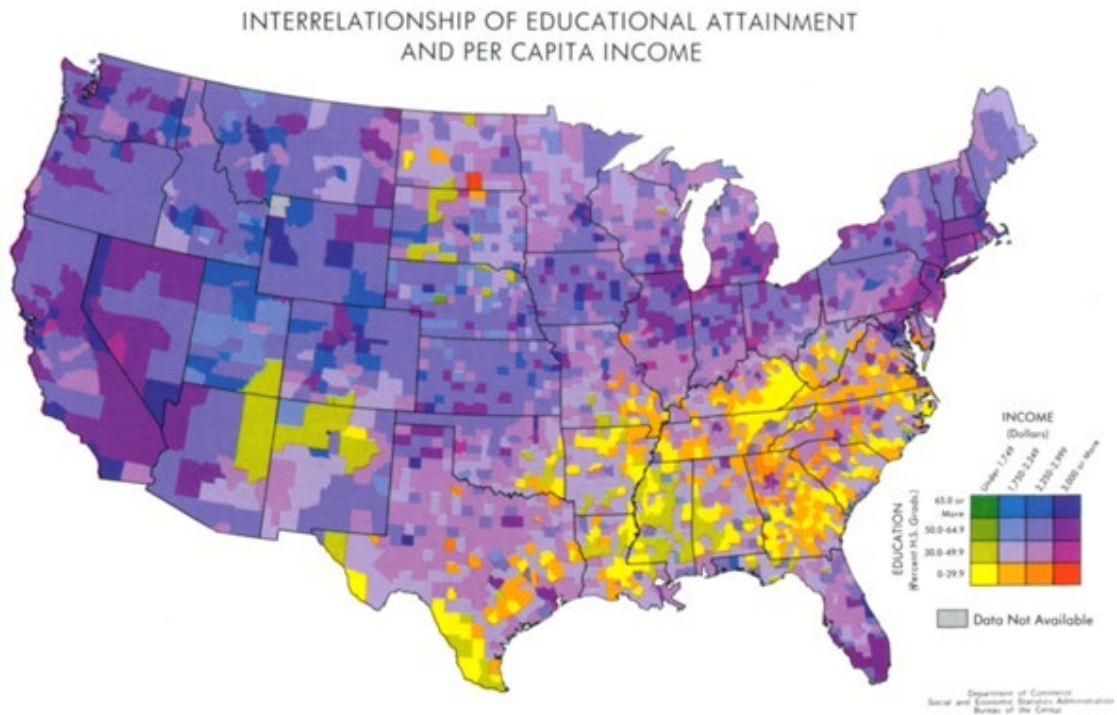 INTERRELATIONSHIP OF EDUCATIONAL ATTAINMENT
AND PER CAPITA INCOME
INCOME
(Dollars)
Under 1,749
1,750-2,249
2,250-2,999
3,000 or More
EDUCATION
(Percent H.S. Grads.)
65.0 or
More
50.0-64.9
30.0-49.9
0-29.9
Data Not Available
Department of Commerce
Social and Economic Statistics Administration
Bureau of the Census